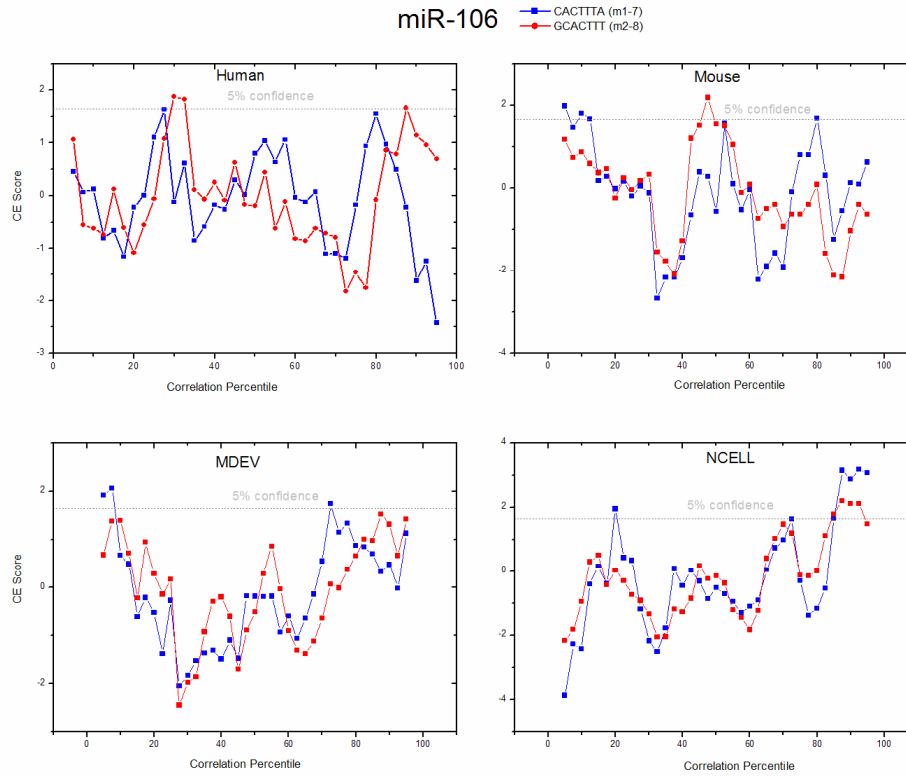 miR-106
CACTTTA (m1-7)
GCACTTT (m2-8)
Human
5% confidence
CE Score
2
1
0
-1
-2
-3
0
20
40
60
80
100
Correlation Percentile
Mouse
5% confidence
2
0
-2
-4
0
20
40
60
80
100
Correlation Percentile
MDEV
5% confidence
CE Score
2
0
-2
0
20
40
60
80
100
Correlation Percentile
NCELL
5% confidence
4
2
0
-2
-4
0
20
40
60
80
100
Correlation Percentile